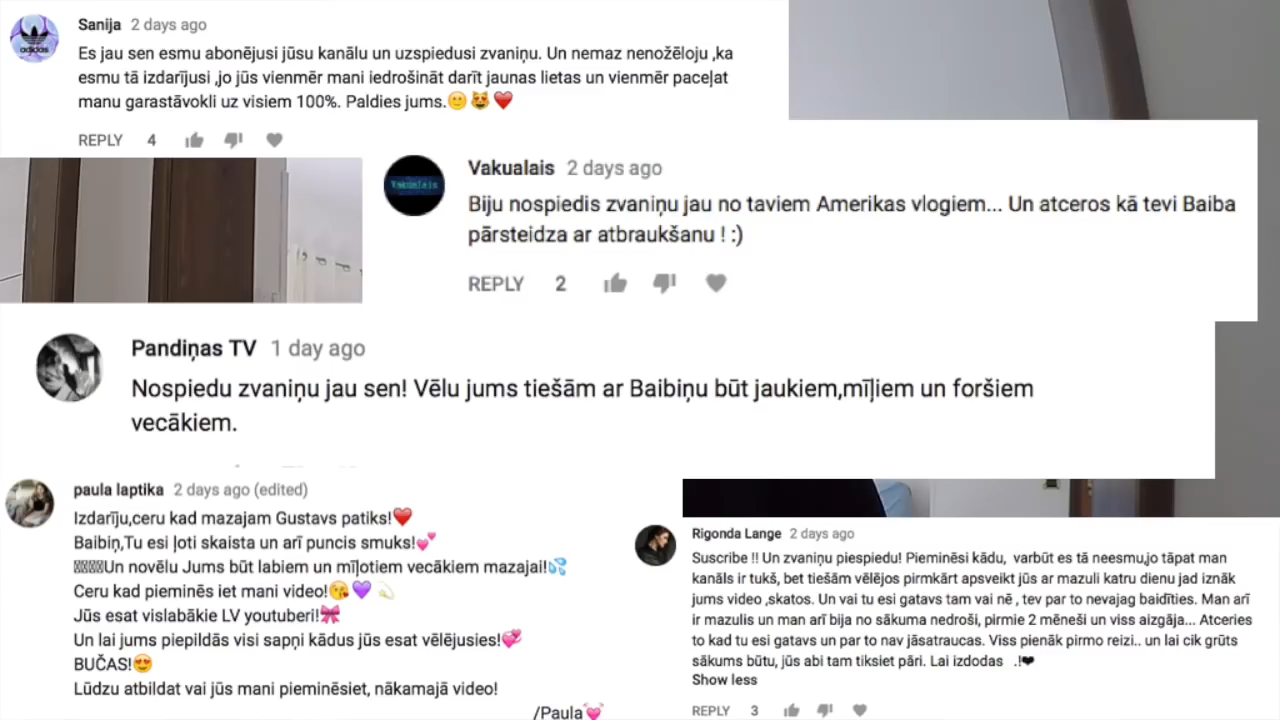 Sanija 2 days ago
Es jau sen esmu abonējusi jūsu kanālu un uzspiedusi zvaniņu. Un nemaz nenožēloju ,ka
esmu tā izdarījusi ,jo jūs vienmēr mani iedrošināt darīt jaunas lietas un vienmēr paceļat
manu garastāvokli uz visiem 100%. Paldies jums.🙂😻❤️
REPLY 4
adidas
Vakualais 2 days ago
Vakualais
Biju nospiedis zvaniņu jau no taviem Amerikas vlogiem... Un atceros kā tevi Baiba
pārsteidza ar atbraukšanu ! :)
REPLY 2
Pandiņas TV 1 day ago
Nospiedu zvaniņu jau sen! Vēlu jums tiešām ar Baibiņu būt jaukiem,mīļiem un foršiem
vecākiem.
paula laptika 2 days ago (edited)
Izdarīju,ceru kad mazajam Gustavs patiks!❤️
Baibiņ,Tu esi ļoti skaista un arī puncis smuks!💕
Un novēlu Jums būt labiem un mīļotiem vecākiem mazajai!💦
Ceru kad pieminēs iet mani video!😘💜💫
Jūs esat vislabākie LV youtuberi!🎀
Un lai jums piepildās visi sapņi kādus jūs esat vēlējusies!💞
BUČAS!😍
Lūdzu atbildat vai jūs mani pieminēsiet, nākamajā video!
/Paula💓
Rigonda Lange 2 days ago
Suscribe !! Un zvaniņu piespiedu! Pieminēsi kādu, varbūt es tā neesmu,jo tāpat man
kanāls ir tukš, bet tiešām vēlējos pirmkārt apsveikt jūs ar mazuli katru dienu jad iznāk
jums video ,skatos. Un vai tu esi gatavs tam vai nē , tev par to nevajag baidīties. Man arī
ir mazulis un man arī bija no sākuma nedroši, pirmie 2 mēneši un viss aizgāja... Atceries
to kad tu esi gatavs un par to nav jāsatraucas. Viss pienāk pirmo reizi.. un lai cik grūts
sākums būtu, jūs abi tam tiksiet pāri. Lai izdodas .!❤
Show less
REPLY 3